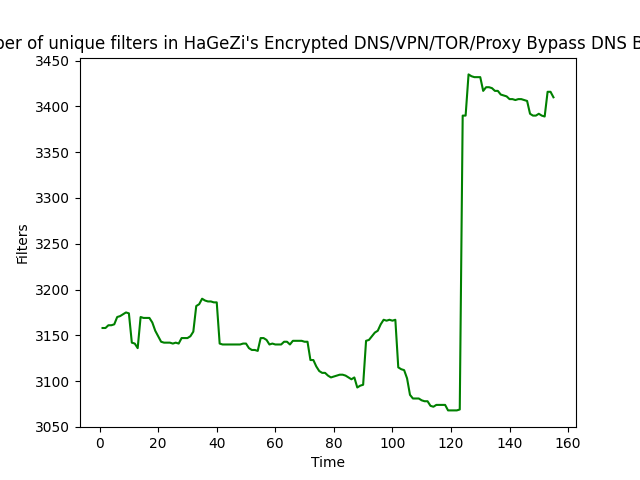 ber of unique filters in HaGeZi's Encrypted DNS/VPN/TOR/Proxy Bypass DNS B
3450
3400
3350
3300
3250
3200
3150
3100
3050
Filters
0 20 40 60 80 100 120 140 160
Time